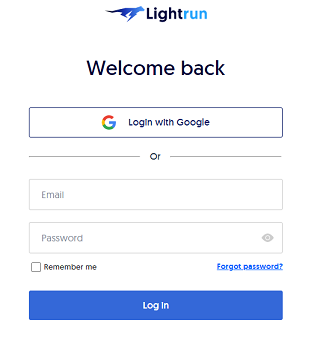 Lightrun
Welcome back
Login with Google
Or
Email
Password
Remember me
Forgot password?
Log in